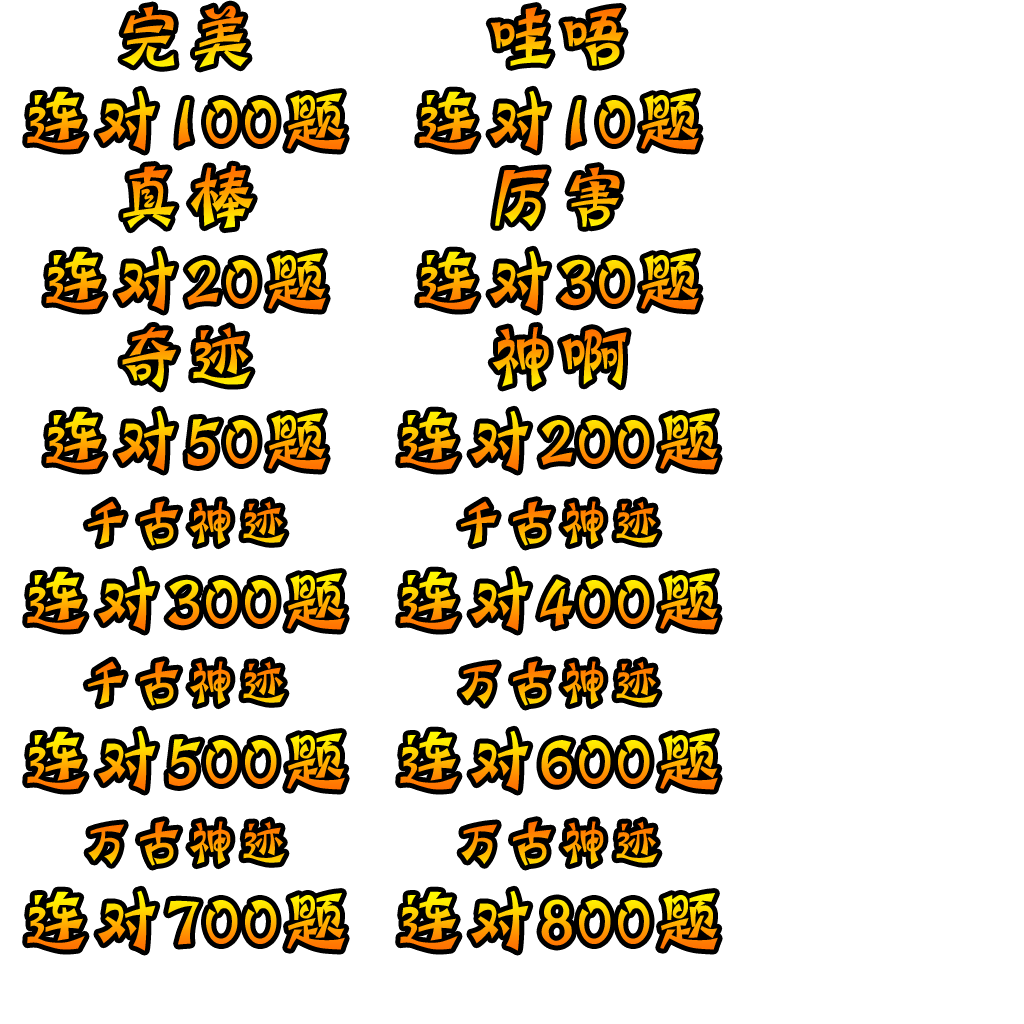 完美
连对100题
哇唔
连对10题
真棒
连对20题
厉害
连对30题
奇迹
连对50题
神啊
连对200题
千古神迹
连对300题
千古神迹
连对400题
千古神迹
连对500题
万古神迹
连对600题
万古神迹
连对700题
万古神迹
连对800题